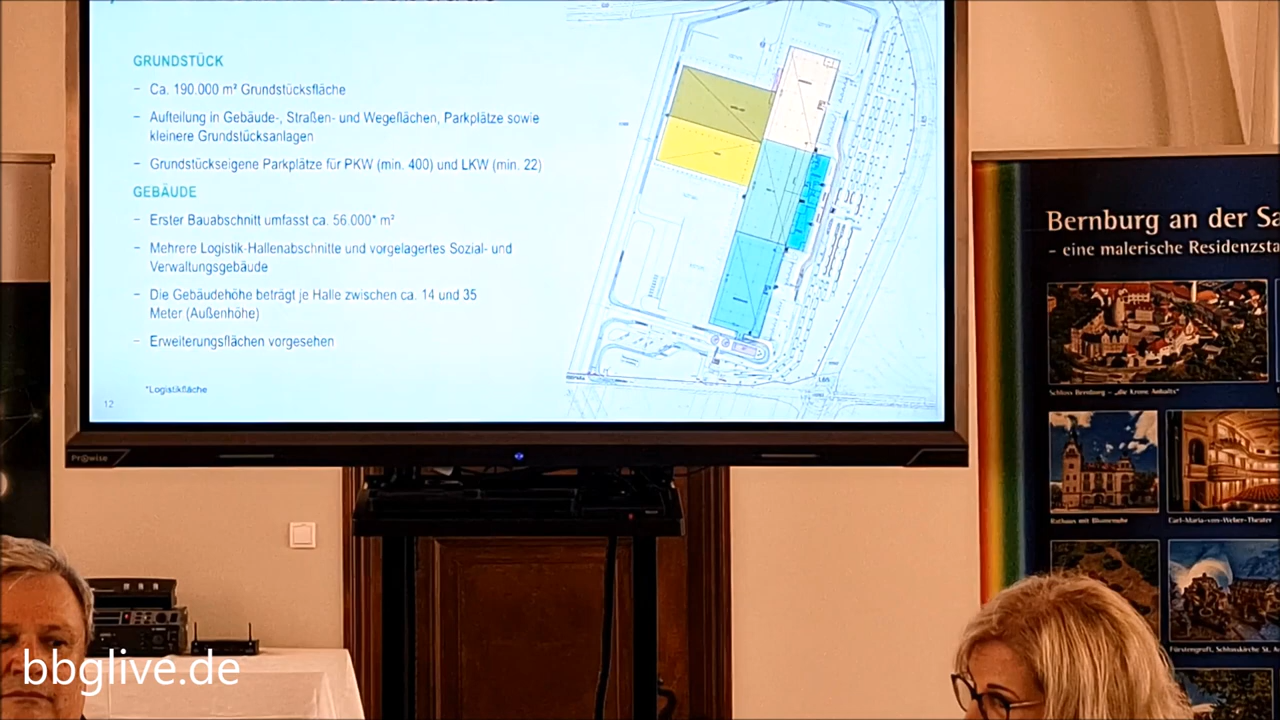 GRUNDSTÜCK
– Ca. 190.000 m² Grundstücksfläche
– Aufteilung in Gebäude-, Straßen- und Wegeflächen, Parkplätze sowie
kleinere Grundstücksanlagen
– Grundstückseigene Parkplätze für PKW (min. 400) und LKW (min. 22)
GEBÄUDE
– Erster Bauabschnitt umfasst ca. 56.000* m²
– Mehrere Logistik-Hallenabschnitte und vorgelagertes Sozial- und
Verwaltungsgebäude
– Die Gebäudehöhe beträgt je Halle zwischen ca. 14 und 35
Meter (Außenhöhe)
– Erweiterungsflächen vorgesehen
*Logistikfläche
12
Prowise
Bernburg an der Sa
– eine malerische Residenzsta
Schloss Bernburg – „die Krone Anhalts"
Rathaus mit Blumenuhr
Carl-Maria-von-Weber-Theater
Fürstengruft, Schlosskirche St. A
bbglive.de